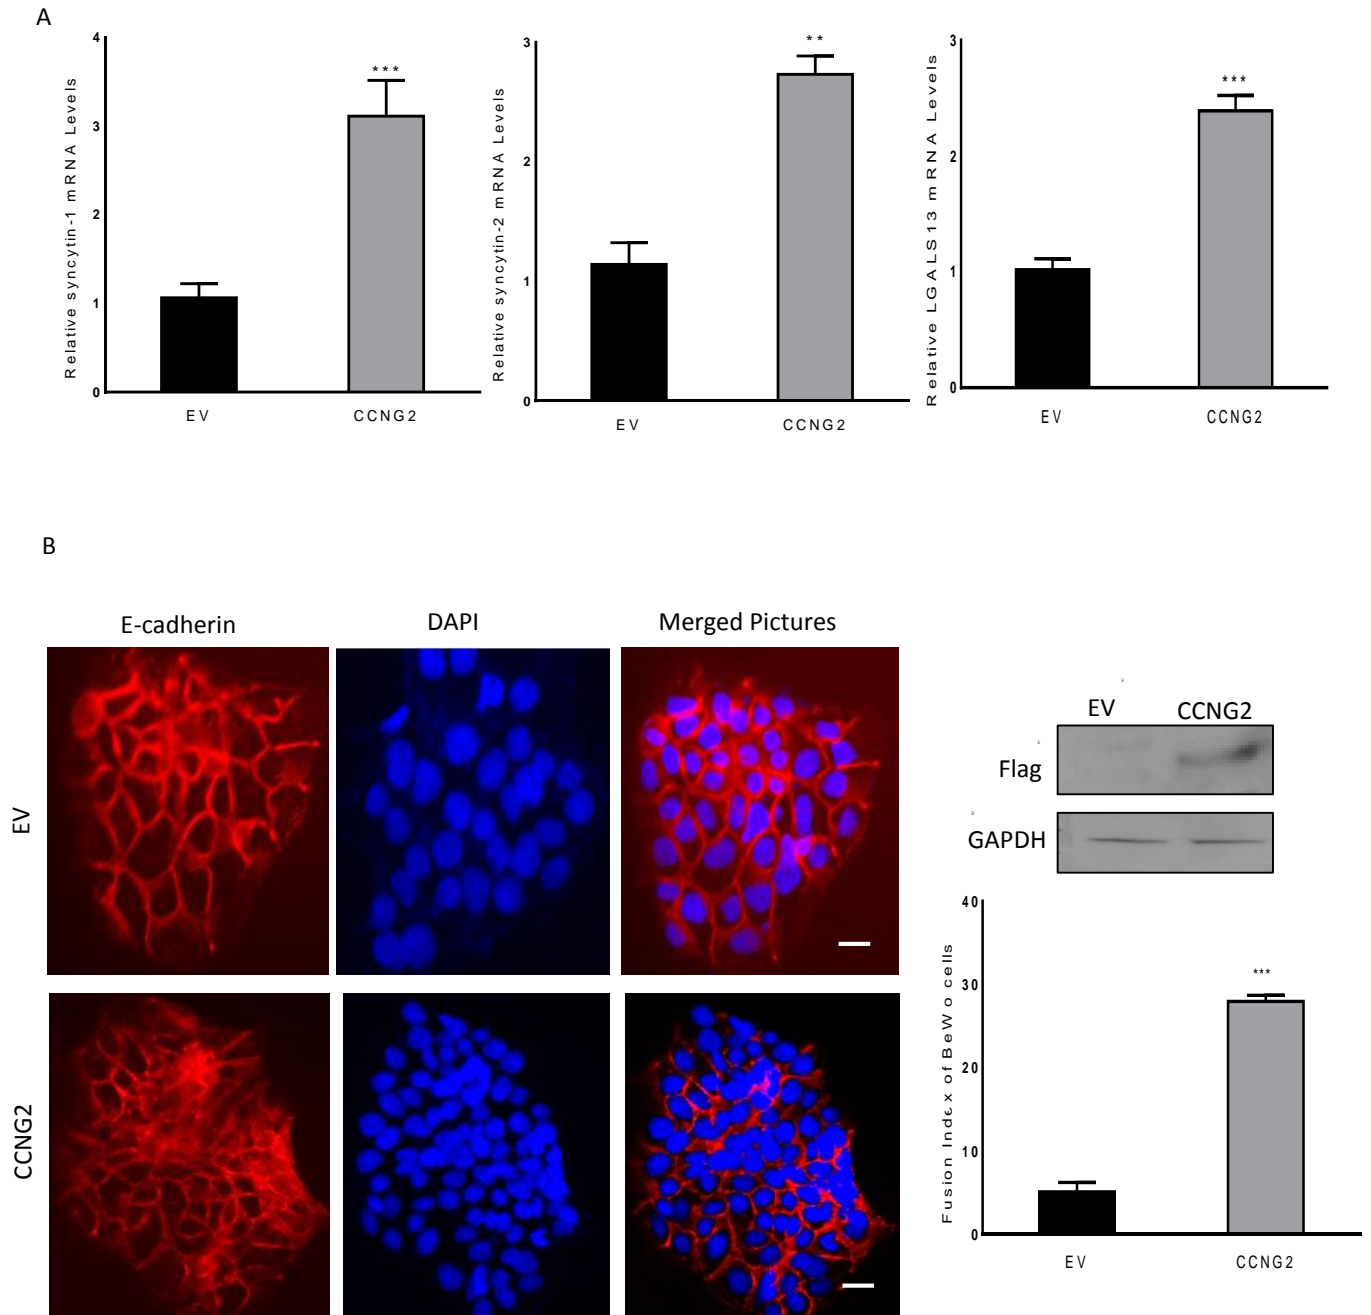 A
Relative syncytin-1 mRNA Levels
4
3
2
1
0
***
EV
CCNG2
Relative syncytin-2 mRNA Levels
3
2
1
0
**
EV
CCNG2
Relative LGALS13 mRNA Levels
3
2
1
0
***
EV
CCNG2
B
E-cadherin
DAPI
Merged Pictures
EV
CCNG2
EV
CCNG2
Flag
GAPDH
Fusion Index of BeWo cells
40
30
20
10
0
***
EV
CCNG2